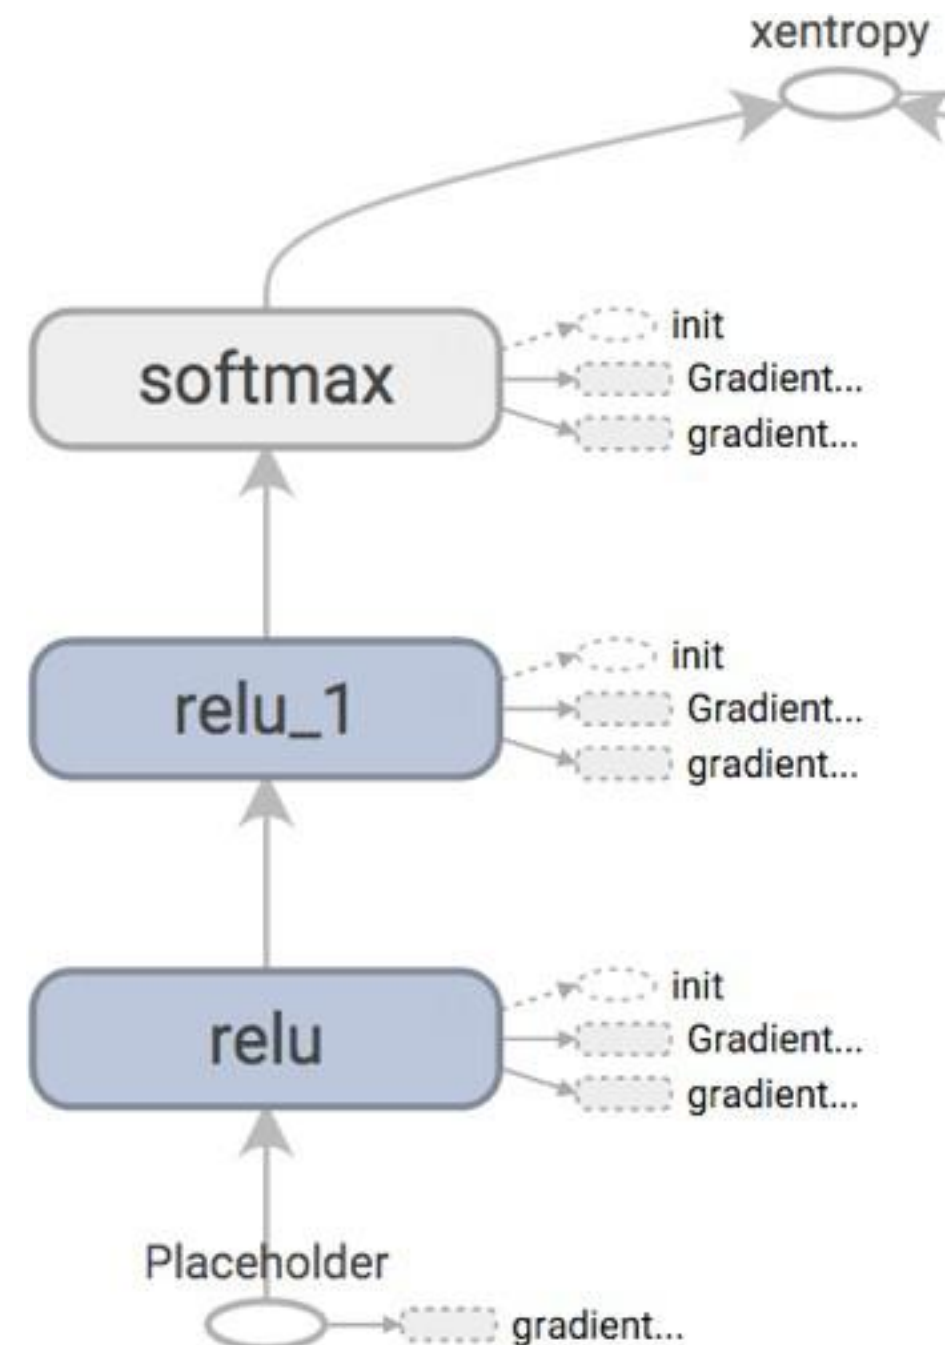 xentropy
softmax
init
Gradient...
gradient...
relu_1
init
Gradient...
gradient...
relu
init
Gradient...
gradient...
Placeholder
gradient...